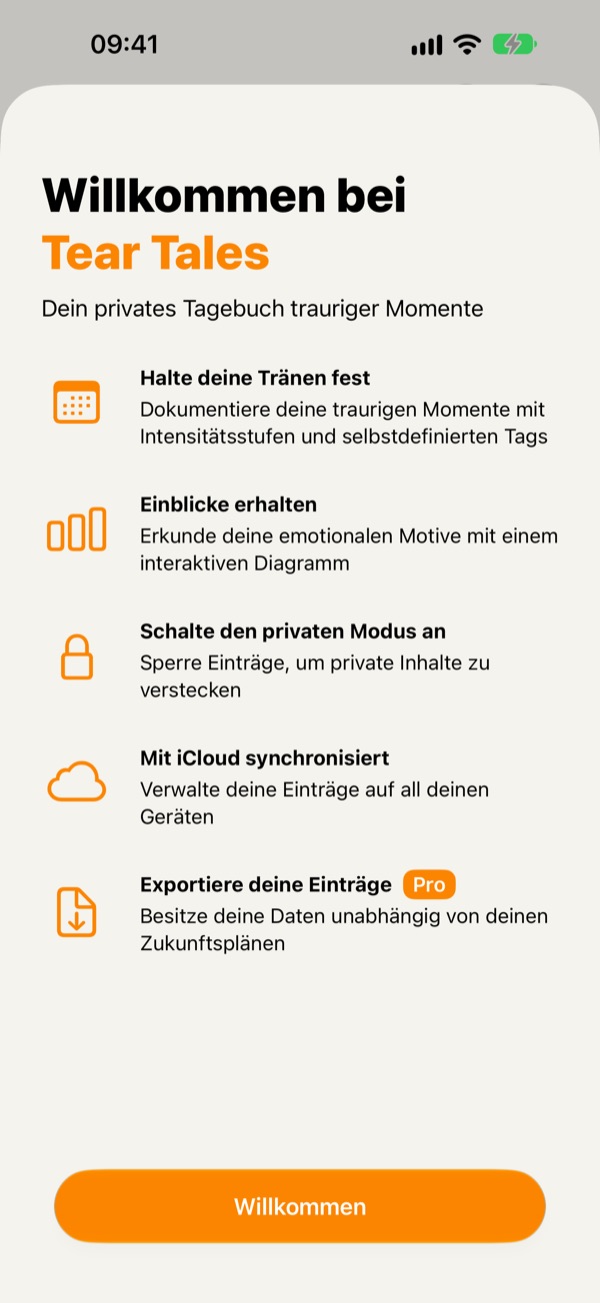 09:41
Willkommen bei
Tear Tales
Dein privates Tagebuch trauriger Momente
Halte deine Tränen fest
Dokumentiere deine traurigen Momente mit
Intensitätsstufen und selbstdefinierten Tags
Einblicke erhalten
Erkunde deine emotionalen Motive mit einem
interaktiven Diagramm
Schalte den privaten Modus an
Sperre Einträge, um private Inhalte zu
verstecken
Mit iCloud synchronisiert
Verwalte deine Einträge auf all deinen
Geräten
Exportiere deine Einträge Pro
Besitze deine Daten unabhängig von deinen
Zukunftsplänen
Willkommen